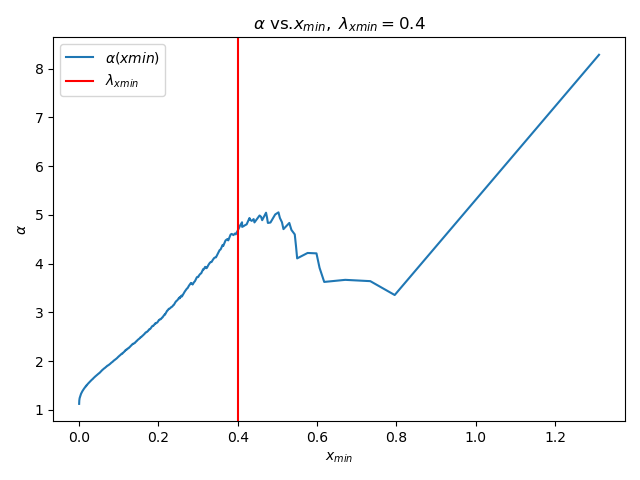 α vs.x_min, λ_xmin = 0.4
α(xmin)
λ_xmin
8
7
6
5
4
3
2
1
α
0.0 0.2 0.4 0.6 0.8 1.0 1.2
x_min